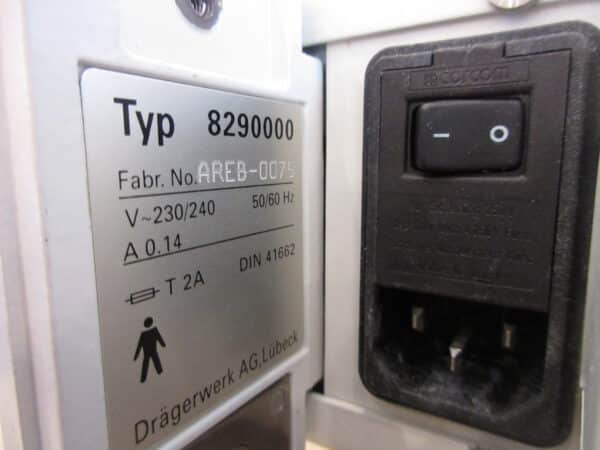 Typ 8290000
Fabr. No. AREB-0075
V~230/240 50/60 Hz
A 0.14
DIN 41662
T 2A
Drägerwerk AG, Lübeck
corcom
– O